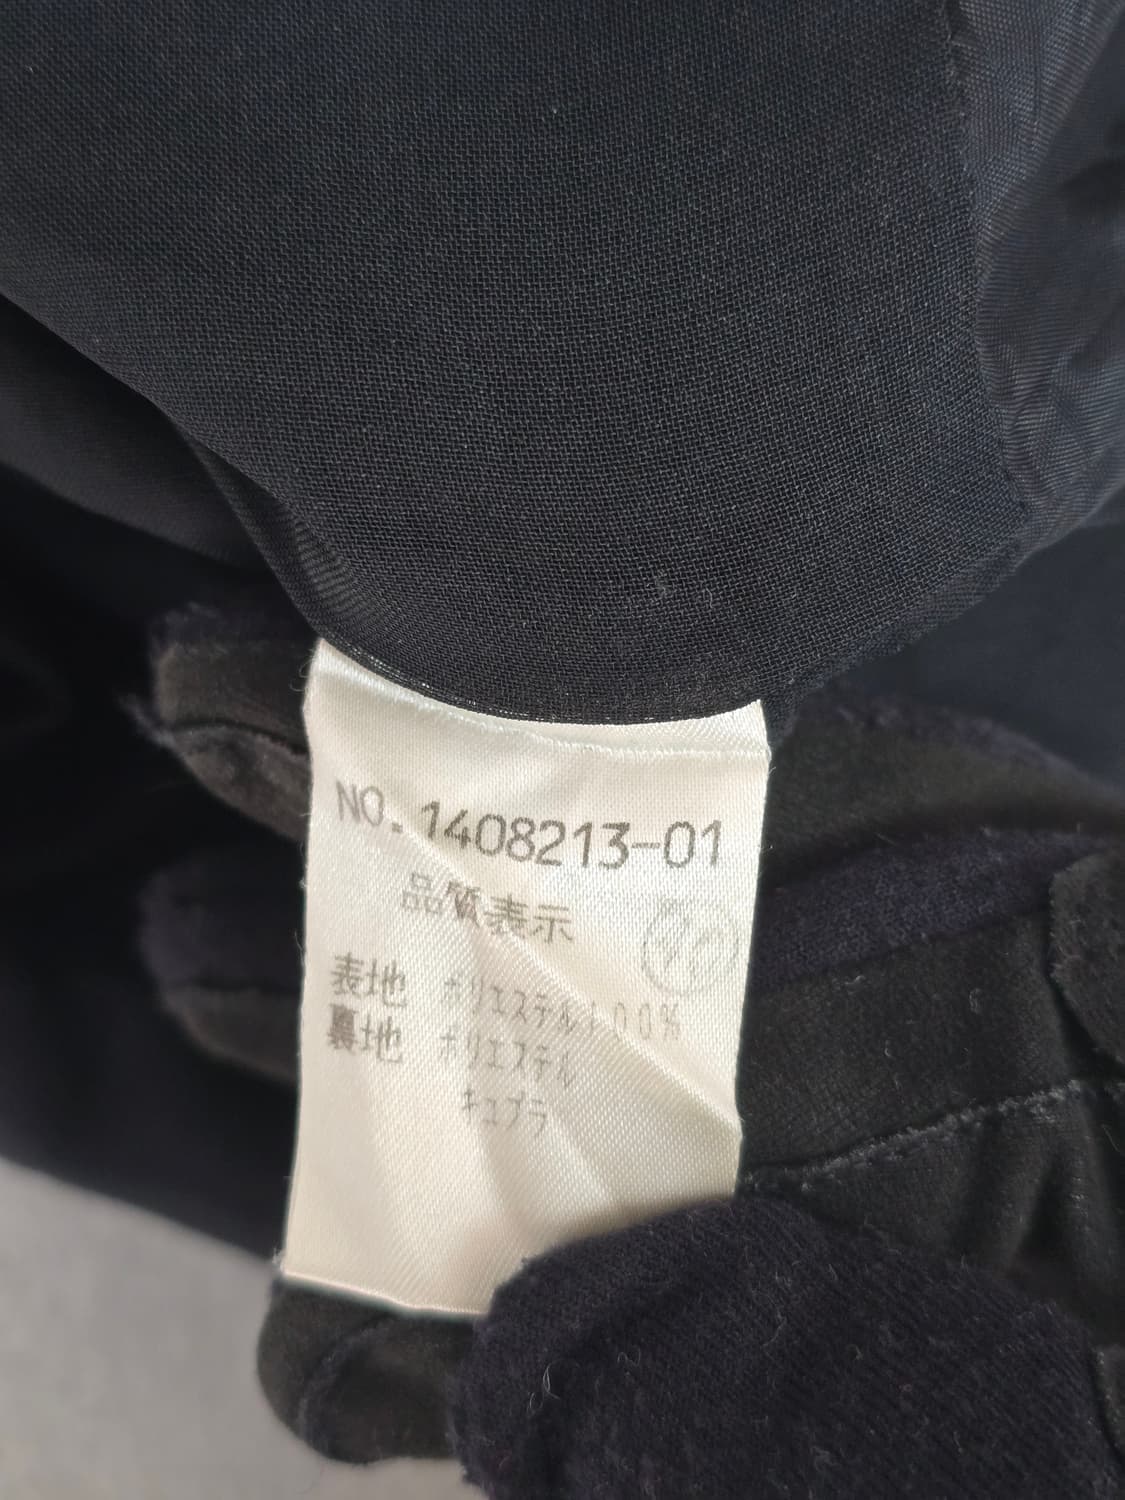 NO.1408213-01
品質表示
表地 ポリエステル100%
裏地 ポリエステル
キュプラ